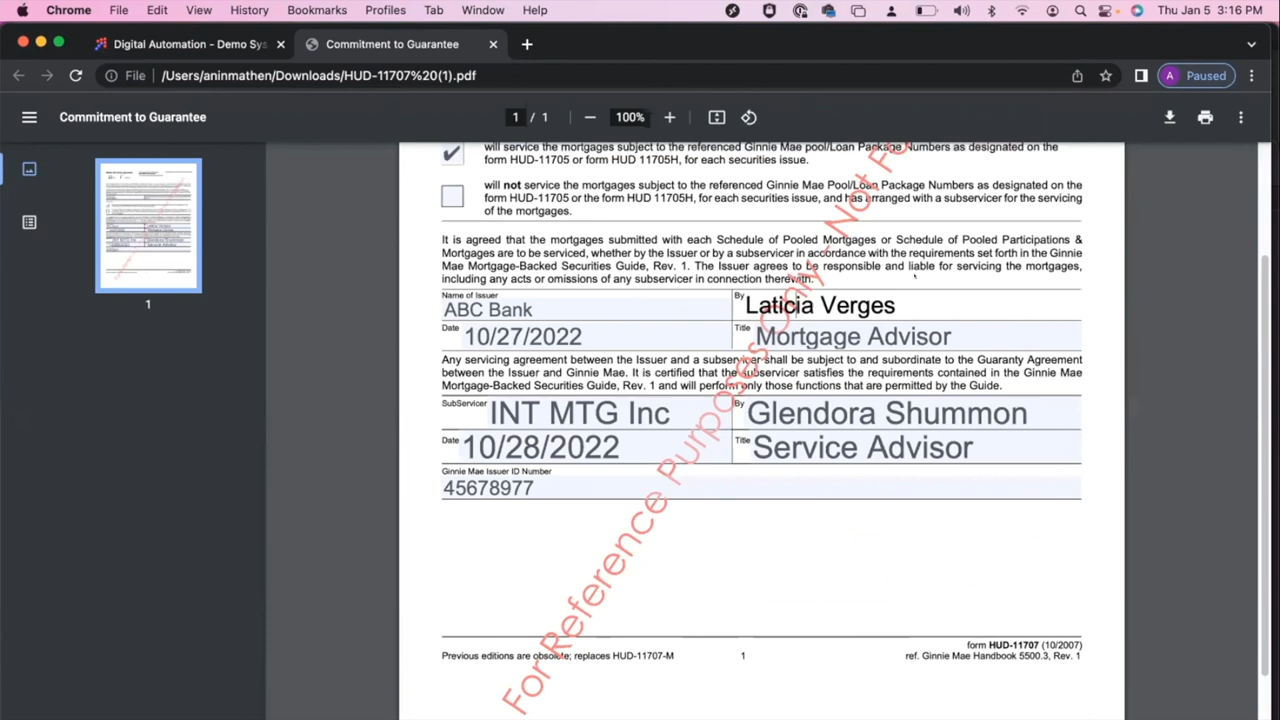 Chrome File Edit View History Bookmarks Profiles Tab Window Help Thu Jan 5 3:16 PM
Digital Automation - Demo Sys Commitment to Guarantee
File /Users/aninmathen/Downloads/HUD-11707%20(1).pdf A Paused
Commitment to Guarantee 1 / 1 100%
1
will service the mortgages subject to the referenced Ginnie Mae pool/Loan Package Numbers as designated on the
form HUD-11705 or form HUD 11705H, for each securities issue.
will not service the mortgages subject to the referenced Ginnie Mae Pool/Loan Package Numbers as designated on the
form HUD-11705 or the form HUD 11705H, for each securities issue, and has arranged with a subservicer for the servicing
of the mortgages.
It is agreed that the mortgages submitted with each Schedule of Pooled Mortgages or Schedule of Pooled Participations &
Mortgages are to be serviced, whether by the Issuer or by a subservicer in accordance with the requirements set forth in the Ginnie
Mae Mortgage-Backed Securities Guide, Rev. 1. The Issuer agrees to be responsible and liable for servicing the mortgages,
including any acts or omissions of any subservicer in connection therewith.
Name of Issuer ABC Bank By Laticia Verges
Date 10/27/2022 Title Mortgage Advisor
Any servicing agreement between the Issuer and a subservicer shall be subject to and subordinate to the Guaranty Agreement
between the Issuer and Ginnie Mae. It is certified that the subservicer satisfies the requirements contained in the Ginnie Mae
Mortgage-Backed Securities Guide, Rev. 1 and will perform only those functions that are permitted by the Guide.
SubServicer INT MTG Inc By Glendora Shummon
Date 10/28/2022 Title Service Advisor
Ginnie Mae Issuer ID Number
45678977
For Reference Purposes Only - Not Fo
form HUD-11707 (10/2007)
Previous editions are obsolete; replaces HUD-11707-M 1 ref. Ginnie Mae Handbook 5500.3, Rev. 1